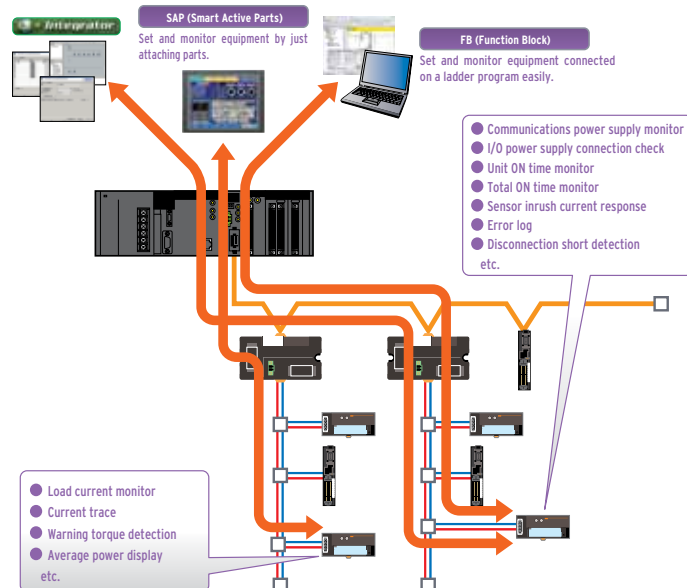 Integrator
SAP (Smart Active Parts)
Set and monitor equipment by just
attaching parts.
FB (Function Block)
Set and monitor equipment connected
on a ladder program easily.
Communications power supply monitor
I/O power supply connection check
Unit ON time monitor
Total ON time monitor
Sensor inrush current response
Error log
Disconnection short detection
etc.
Load current monitor
Current trace
Warning torque detection
Average power display
etc.